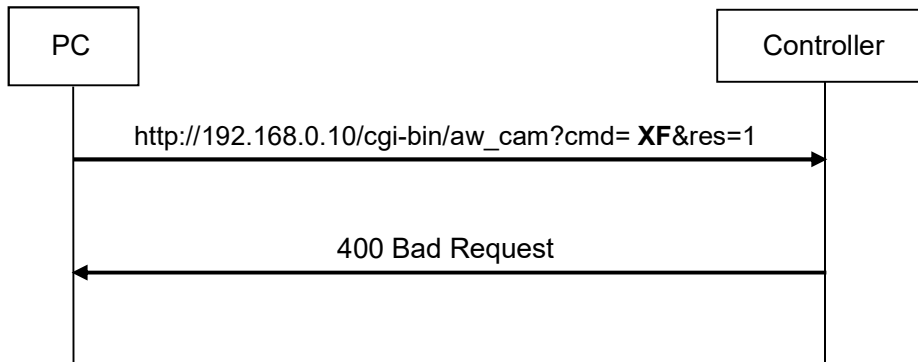 PC
Controller
http://192.168.0.10/cgi-bin/aw_cam?cmd= XF&res=1
400 Bad Request